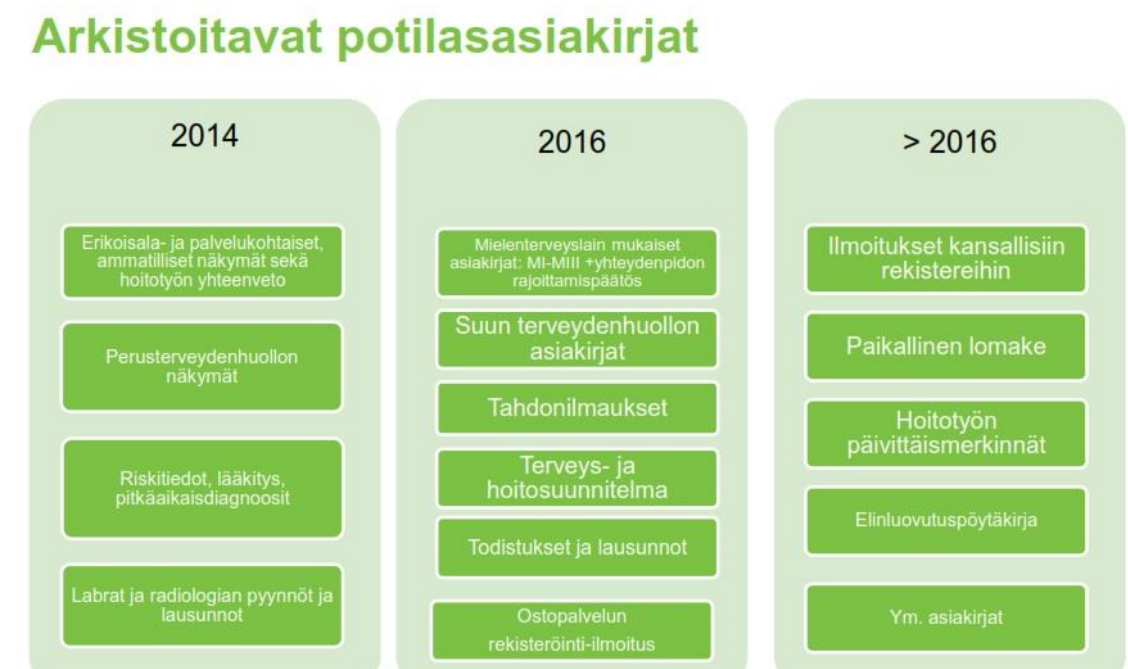 Arkistoitavat potilasasiakirjat
2014
Erikoisala- ja palvelukohtaiset,
ammatilliset näkymät sekä
hoitotyön yhteenveto
Perusterveydenhuollon
näkymät
Riskitiedot, lääkitys,
pitkäaikaisdiagnoosit
Labrat ja radiologian pyynnöt ja
lausunnot
2016
Mielenterveyslain mukaiset
asiakirjat: MI-MIII +yhteydenpidon
rajoittamispäätös
Suun terveydenhuollon
asiakirjat
Tahdonilmaukset
Terveys- ja
hoitosuunnitelma
Todistukset ja lausunnot
Ostopalvelun
rekisteröinti-ilmoitus
> 2016
Ilmoitukset kansallisiin
rekistereihin
Paikallinen lomake
Hoitotyön
päivittäismerkinnät
Elinluovutuspöytäkirja
Ym. asiakirjat